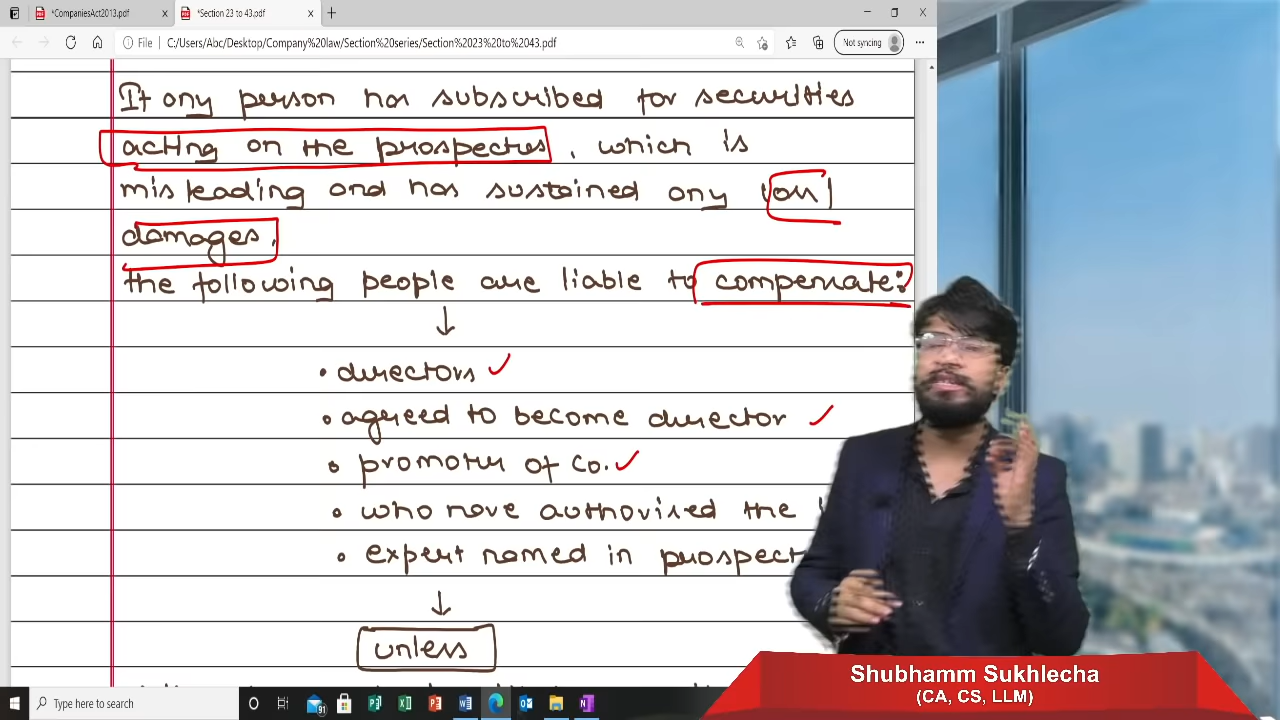 *CompaniesAct2013.pdf
*Section 23 to 43.pdf
File
C:/Users/Abc/Desktop/Company%20law/Section%20series/Section%2023%20to%2043.pdf
Not syncing
If any person has subscribed for securities
acting on the prospectus, which is
misleading and has sustained any loss/
damages,
the following people are liable to compensate:
• directors
• agreed to become director
• promoter of co.
• who have authorised the
• expert named in
unless
Shubhamm Sukhlecha
(CA, CS, LLM)
Type here to search
91